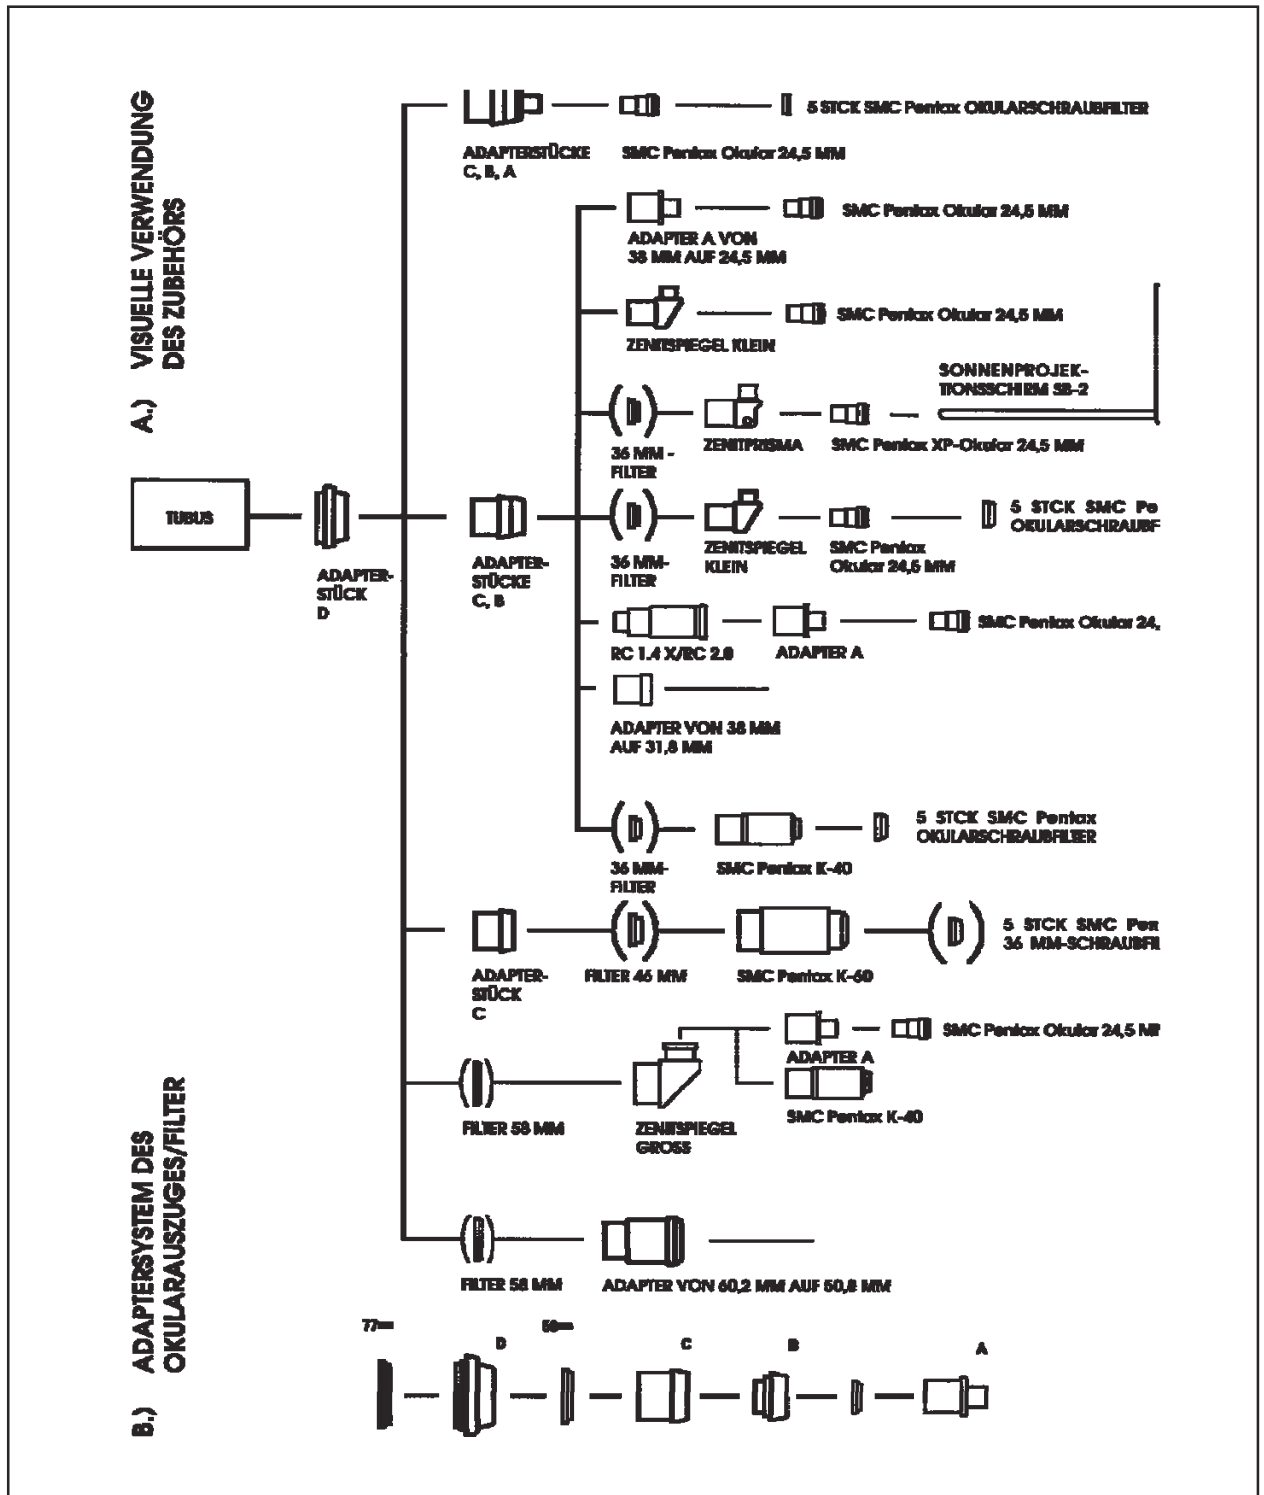 A.) VISUELLE VERWENDUNG
DES ZUBEHÖRS
5 STCK SMC Pentax OKULARSCHRAUBFILTER
ADAPTERSTÜCKE
C, B, A
SMC Pentax Okular 24,5 MM
SMC Pentax Okular 24,5 MM
ADAPTER A VON
38 MM AUF 24,5 MM
SMC Pentax Okular 24,5 MM
ZENITSPIEGEL KLEIN
SONNENPROJEK-
TIONSSCHIRM SB-2
36 MM -
FILTER
ZENITPRISMA
SMC Pentax XP-Okular 24,5 MM
TUBUS
ADAPTER-
STÜCK
D
ADAPTER-
STÜCKE
C, B
36 MM-
FILTER
ZENITSPIEGEL
KLEIN
SMC Pentax
Okular 24,5 MM
5 STCK SMC Pe
OKULARSCHRAUBF
RC 1.4 X/RC 2.8
ADAPTER A
SMC Pentax Okular 24,
ADAPTER VON 38 MM
AUF 31,8 MM
36 MM-
FILTER
SMC Pentax K-40
5 STCK SMC Pentax
OKULARSCHRAUBFILTER
ADAPTER-
STÜCK
C
FILTER 46 MM
SMC Pentax K-60
5 STCK SMC Pen
36 MM-SCHRAUBFIL
FILTER 58 MM
ZENITSPIEGEL
GROSS
ADAPTER A
SMC Pentax Okular 24,5 MM
SMC Pentax K-40
FILTER 58 MM
ADAPTER VON 60,2 MM AUF 50,8 MM
B.) ADAPTERSYSTEM DES
OKULARAUSZUGES/FILTER
77mm
D
58mm
C
B
A